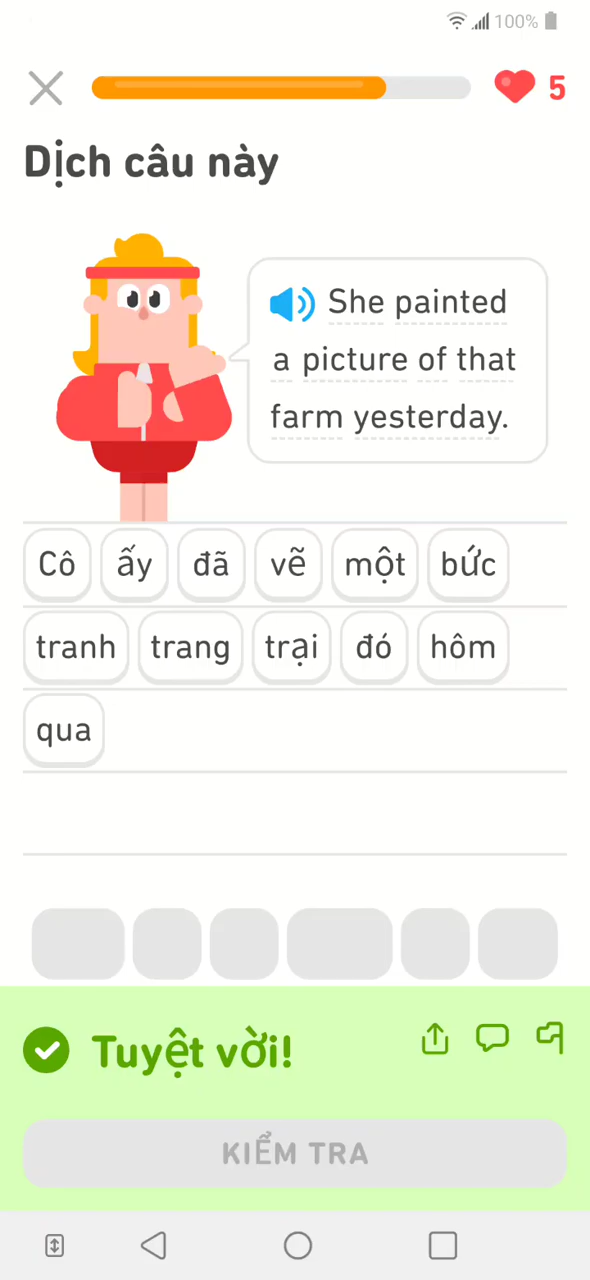 100%
5
Dịch câu này
She painted
a picture of that
farm yesterday.
Cô ấy đã vẽ một bức
tranh trang trại đó hôm
qua
Tuyệt vời!
KIỂM TRA